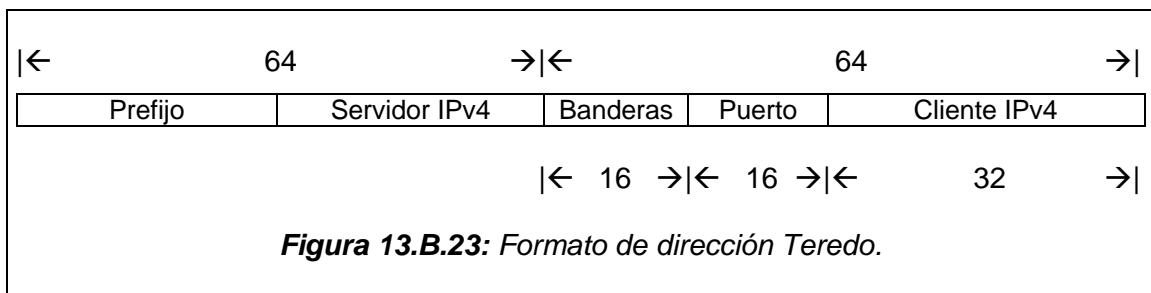 |← 64 →|← 64 →|
Prefijo Servidor IPv4 Banderas Puerto Cliente IPv4
|← 16 →|← 16 →|← 32 →|
Figura 13.B.23: Formato de dirección Teredo.